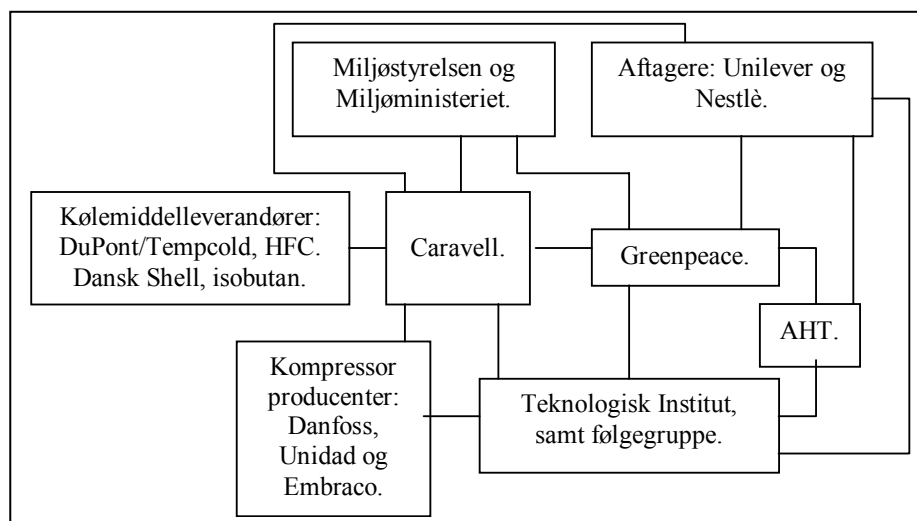 Miljøstyrelsen og
Miljøministeriet.
Aftagere: Unilever og
Nestlè.
Kølemiddelleverandører:
DuPont/Tempcold, HFC.
Dansk Shell, isobutan.
Caravell.
Greenpeace.
AHT.
Kompressor
producenter:
Danfoss,
Unidad og
Embraco.
Teknologisk Institut,
samt følgegruppe.